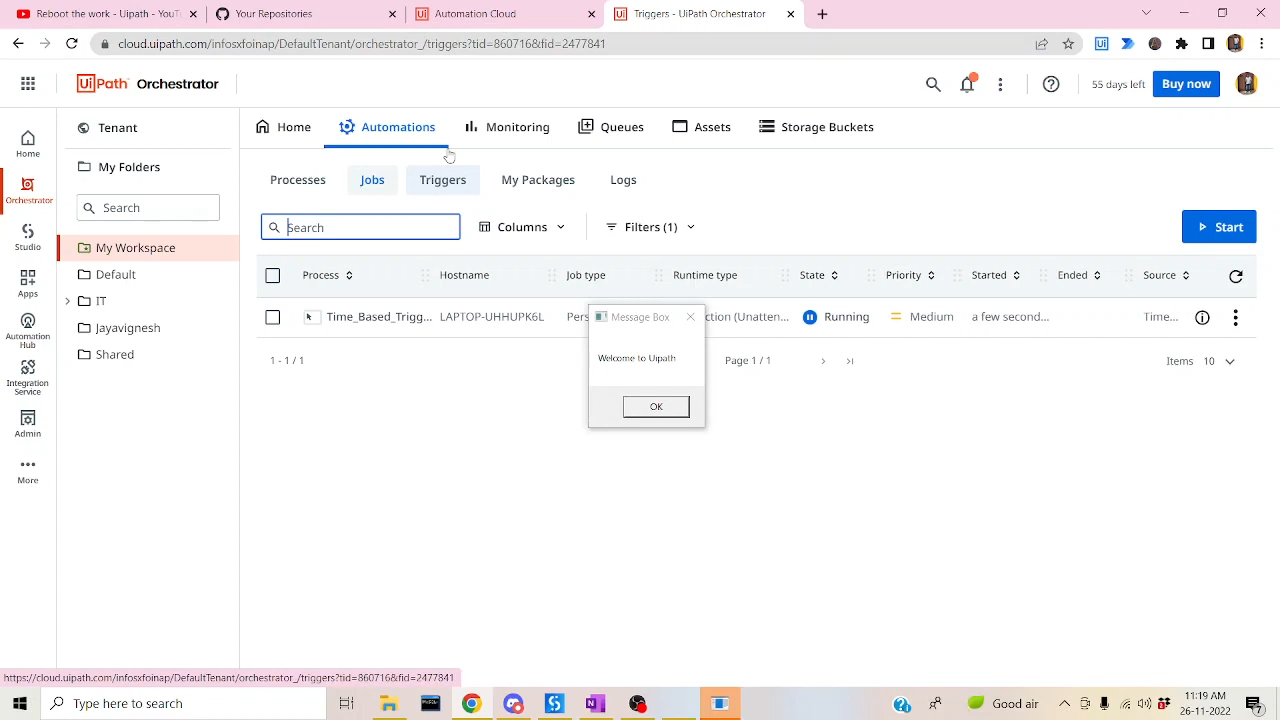 Reboot the work - Uipath - YouT
Your Repositories
Automation Cloud
Triggers - UiPath Orchestrator
cloud.uipath.com/infosxfoinap/DefaultTenant/orchestrator_/triggers?tid=860716&fid=2477841
UiPath Orchestrator
55 days left
Buy now
Home
Orchestrator
Studio
Apps
Automation
Hub
Integration
Service
Admin
More
Tenant
My Folders
Search
My Workspace
Default
IT
Jayavignesh
Shared
Home
Automations
Monitoring
Queues
Assets
Storage Buckets
Processes
Jobs
Triggers
My Packages
Logs
Search
Columns
Filters (1)
Start
Process
Hostname
Job type
Runtime type
State
Priority
Started
Ended
Source
Time_Based_Trigg...
LAPTOP-UHHUPK6L
Pers
ction (Unatten...
Running
Medium
a few second...
Time...
1 - 1 / 1
Page 1 / 1
Items 10
Message Box
Welcome to Uipath
OK
https://cloud.uipath.com/infosxfoinap/DefaultTenant/orchestrator_/triggers?tid=860716&fid=2477841
Type here to search
Good air
11:19 AM
26-11-2022
7